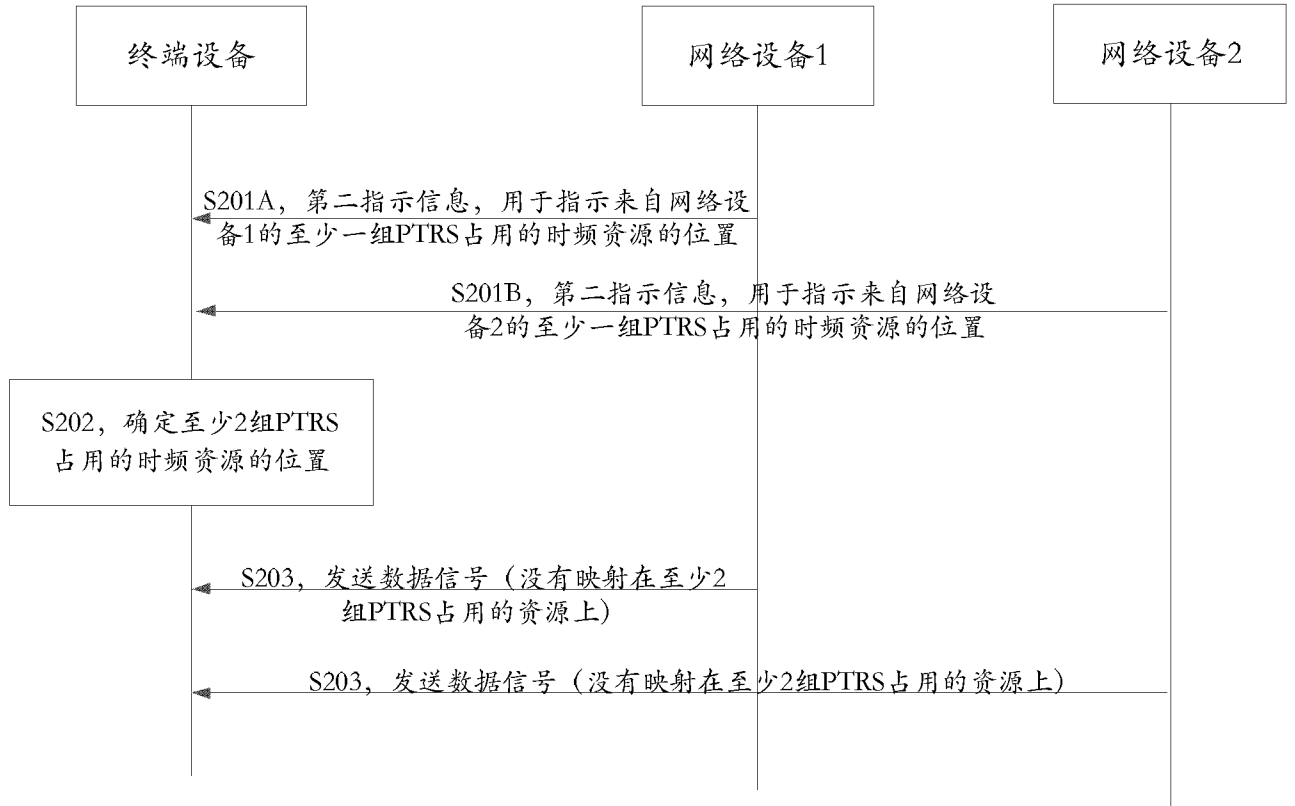 终端设备
网络设备1
网络设备2
S201A，第二指示信息，用于指示来自网络设
备1的至少一组PTRS占用的时频资源的位置
S201B，第二指示信息，用于指示来自网络设
备2的至少一组PTRS占用的时频资源的位置
S202，确定至少2组PTRS
占用的时频资源的位置
S203，发送数据信号（没有映射在至少2
组PTRS占用的资源上）
S203，发送数据信号（没有映射在至少2组PTRS占用的资源上）